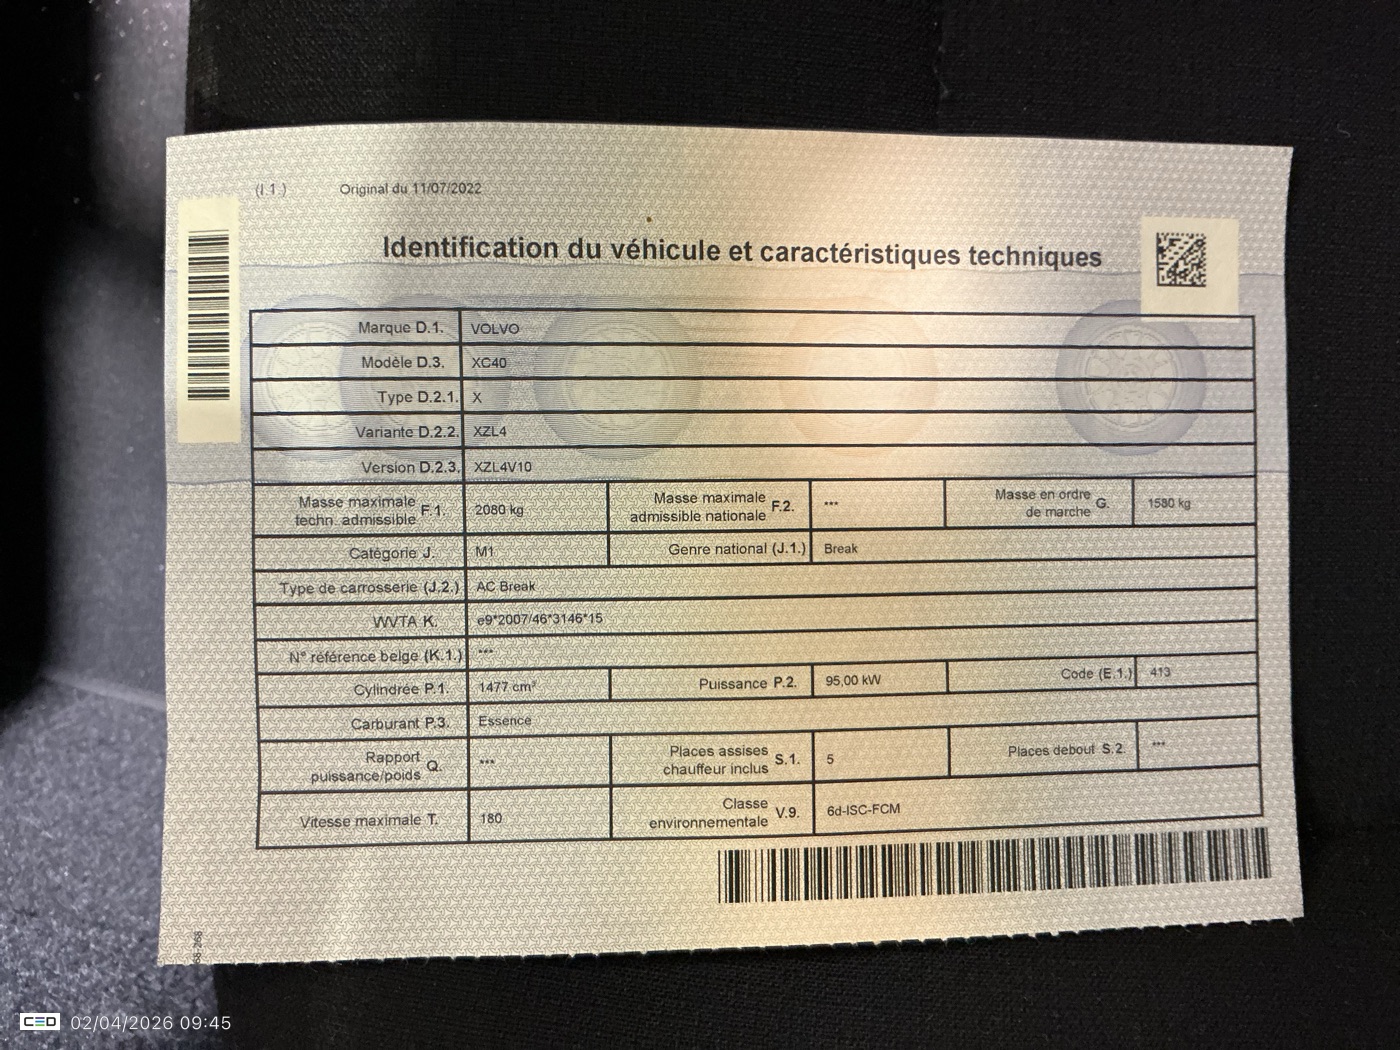 (I.1.) Original du 11/07/2022
Identification du véhicule et caractéristiques techniques
Marque D.1. VOLVO
Modèle D.3. XC40
Type D.2.1. X
Variante D.2.2. XZL4
Version D.2.3. XZL4V10
Masse maximale techn. admissible F.1. 2080 kg Masse maximale admissible nationale F.2. *** Masse en ordre de marche G. 1580 kg
Catégorie J. M1 Genre national (J.1.) Break
Type de carrosserie (J.2.) AC Break
WVTA K. e9*2007/46*3146*15
N° référence belge (K.1.) ***
Cylindrée P.1. 1477 cm³ Puissance P.2. 95,00 kW Code (E.1.) 413
Carburant P.3. Essence
Rapport puissance/poids Q. *** Places assises chauffeur inclus S.1. 5 Places debout S.2. ***
Vitesse maximale T. 180 Classe environnementale V.9. 6d-ISC-FCM
68-268
CED 02/04/2026 09:45